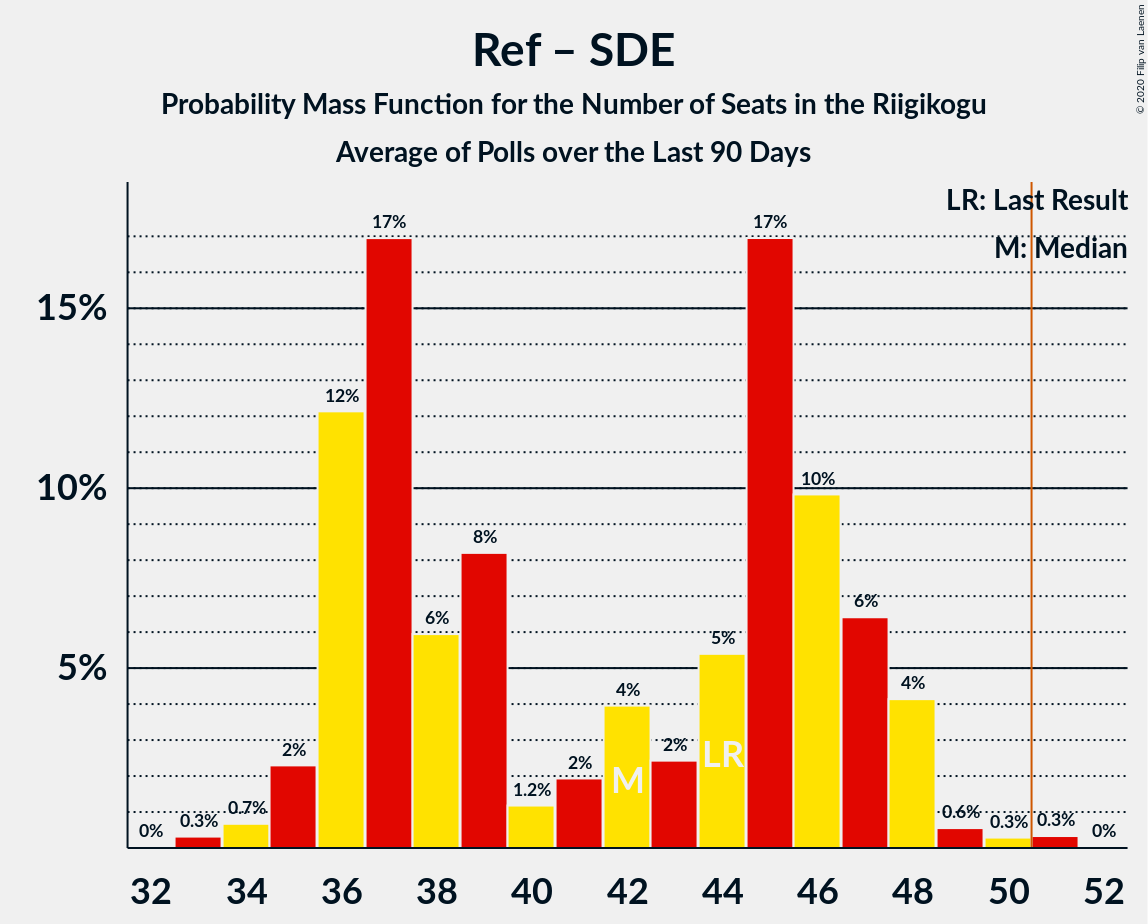 Ref – SDE
Probability Mass Function for the Number of Seats in the Riigikogu
Average of Polls over the Last 90 Days
© 2020 Filip van Laenen
LR: Last Result
M: Median
15%
10%
5%
0%
0.3%
0.7%
2%
12%
17%
6%
8%
1.2%
2%
4%
2%
5%
17%
10%
6%
4%
0.6%
0.3%
0.3%
0%
M
LR
32 34 36 38 40 42 44 46 48 50 52